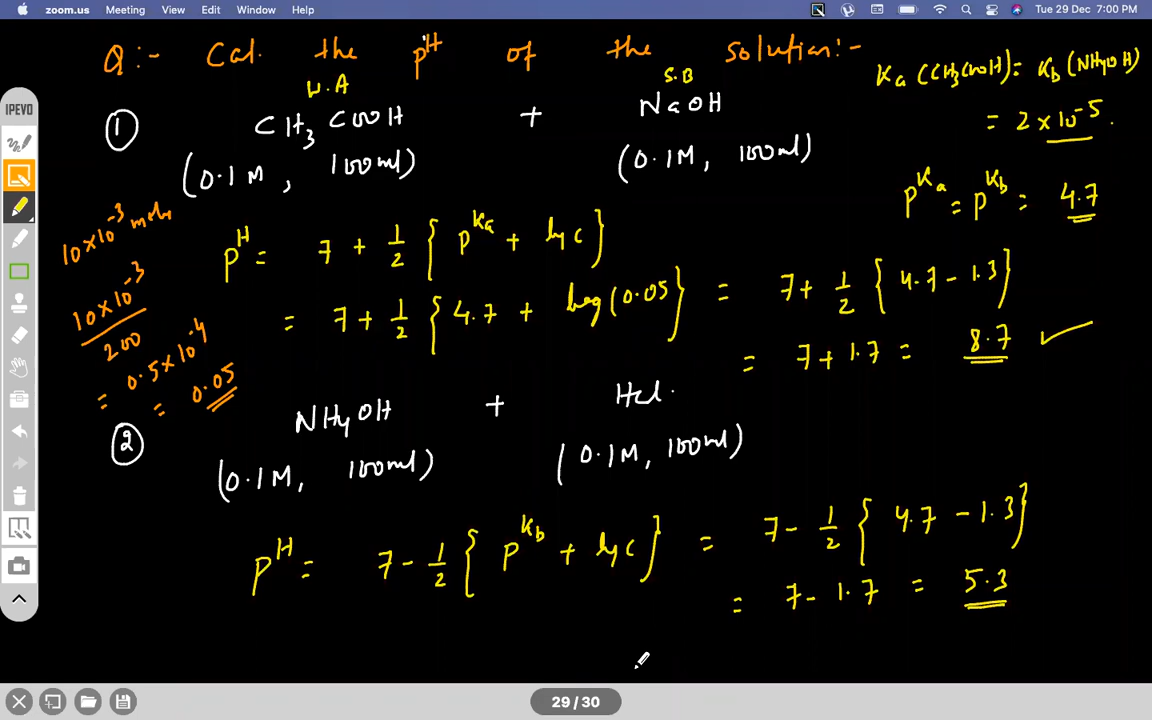 zoom.us Meeting View Edit Window Help Tue 29 Dec 7:00 PM
Q:- Cal. the pH of the solution:-
Ka (CH3COOH) = Kb (NH4OH)
= 2 × 10^-5.
pKa = pKb = 4.7
W.A S.B
① CH3COOH + NaOH
(0.1M, 100ml) (0.1M, 100ml)
10×10^-3 moles
10×10^-3 / 200
= 0.5×10^-4
= 0.05
pH = 7 + 1/2 { pKa + log c }
= 7 + 1/2 { 4.7 + log (0.05) } = 7 + 1/2 { 4.7 - 1.3 }
= 7 + 1.7 = 8.7 ✓
② NH4OH + HCl.
(0.1M, 100ml) (0.1M, 100ml)
pH = 7 - 1/2 { pKb + log c } = 7 - 1/2 { 4.7 - 1.3 }
= 7 - 1.7 = 5.3
IPEVO
29 / 30